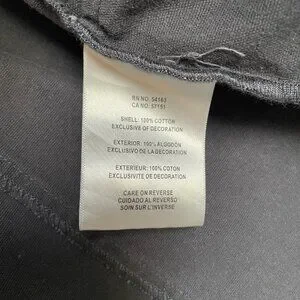 RN NO. 54163
CA NO. 57151
SHELL: 100% COTTON
EXCLUSIVE OF DECORATION
EXTERIOR: 100% ALGODON
EXCLUSIVO DE LA DECORACION
EXTERIEUR: 100% COTON
EXCLUSIVITE DE DECORATION
CARE ON REVERSE
CUIDADO AL REVERSO
SOIN SUR L'INVERSE